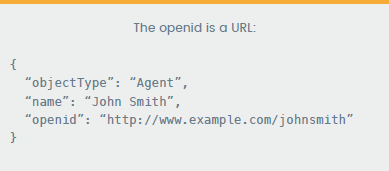 The openid is a URL:
{
“objectType”: “Agent”,
“name”: “John Smith”,
“openid”: “http://www.example.com/johnsmith”
}